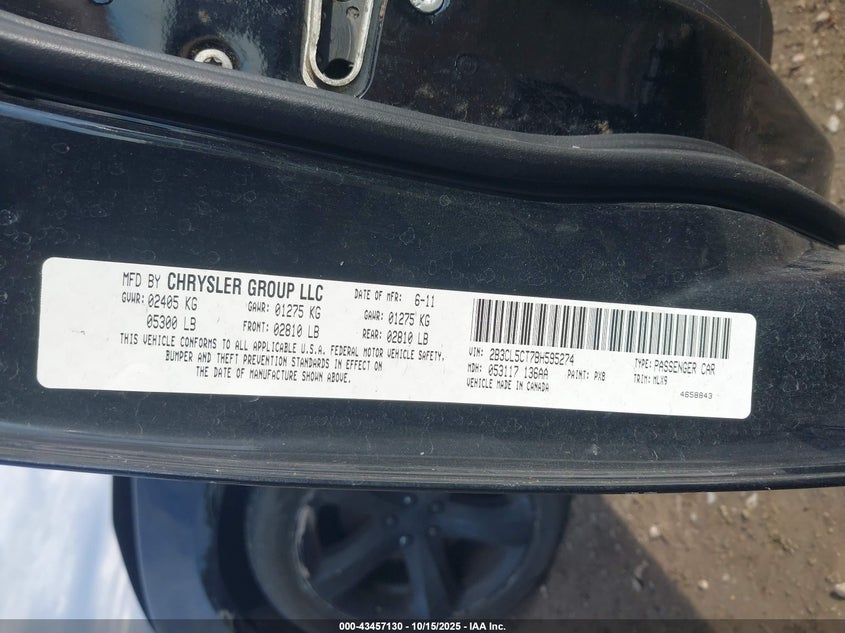 MFD BY CHRYSLER GROUP LLC DATE OF MFR: 6-11
GVWR: 02405 KG GAWR: 01275 KG GAWR: 01275 KG
05300 LB FRONT: 02810 LB REAR: 02810 LB
THIS VEHICLE CONFORMS TO ALL APPLICABLE U.S.A. FEDERAL MOTOR VEHICLE SAFETY,
BUMPER AND THEFT PREVENTION STANDARDS IN EFFECT ON
THE DATE OF MANUFACTURE SHOWN ABOVE.
VIN: 2B3CL5CT7BH595274 TYPE: PASSENGER CAR
MDH: 053117 136AA PAINT: PX8 TRIM: MLX9
VEHICLE MADE IN CANADA
4658843
000-43457130 - 10/15/2025 - IAA Inc.